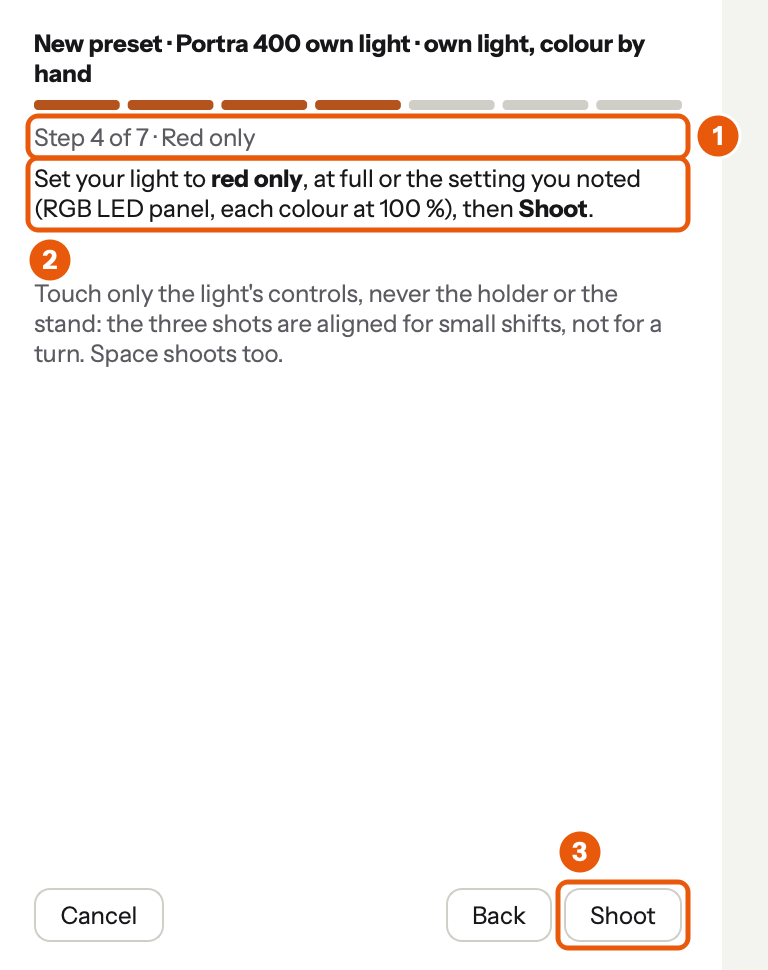 New preset · Portra 400 own light · own light, colour by
hand
Step 4 of 7 · Red only
1
Set your light to red only, at full or the setting you noted
(RGB LED panel, each colour at 100 %), then Shoot.
2
Touch only the light's controls, never the holder or the
stand: the three shots are aligned for small shifts, not for a
turn. Space shoots too.
3
Cancel
Back
Shoot